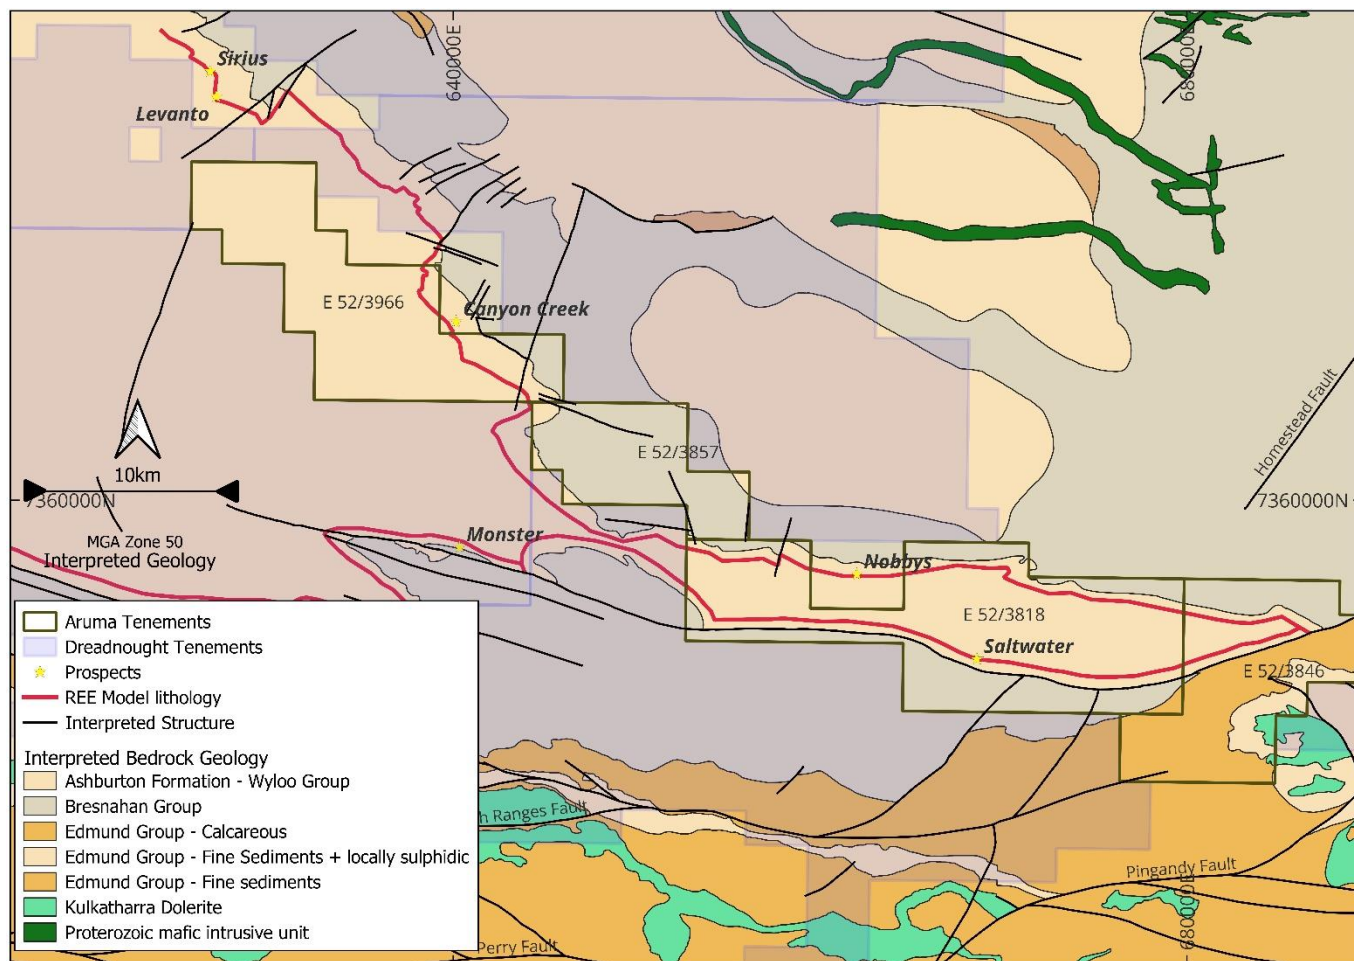 Sirius
640000E
680000E
Levanto
E 52/3966
Canyon Creek
Homestead Fault
E 52/3857
10km
7360000N
7360000N
MGA Zone 50
Interpreted Geology
Monster
Nobbys
E 52/3818
Saltwater
E 52/3846
Aruma Tenements
Dreadnought Tenements
Prospects
REE Model lithology
Interpreted Structure
Interpreted Bedrock Geology
Ashburton Formation - Wyloo Group
Bresnahan Group
Edmund Group - Calcareous
Edmund Group - Fine Sediments + locally sulphidic
Edmund Group - Fine sediments
Kulkatharra Dolerite
Proterozoic mafic intrusive unit
h Ranges Fault
Pingandy Fault
680000E
Perry Fault